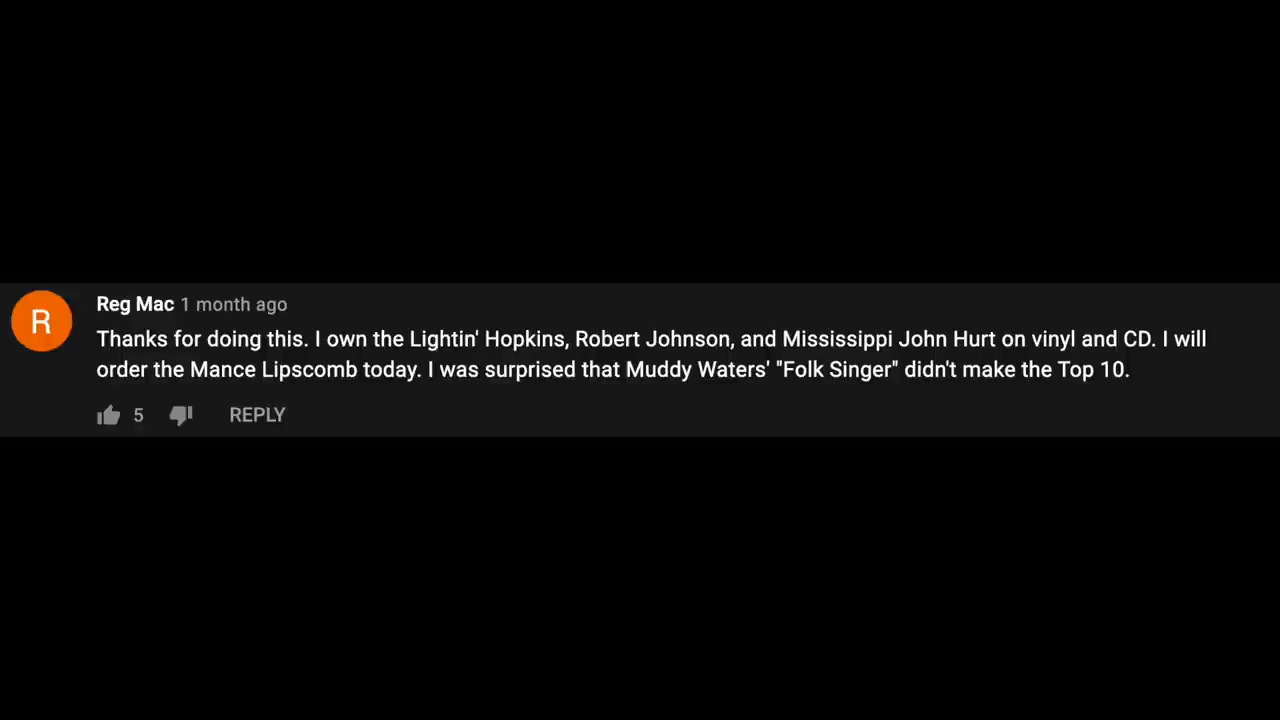 R
Reg Mac 1 month ago
Thanks for doing this. I own the Lightin' Hopkins, Robert Johnson, and Mississippi John Hurt on vinyl and CD. I will
order the Mance Lipscomb today. I was surprised that Muddy Waters' "Folk Singer" didn't make the Top 10.
5 REPLY